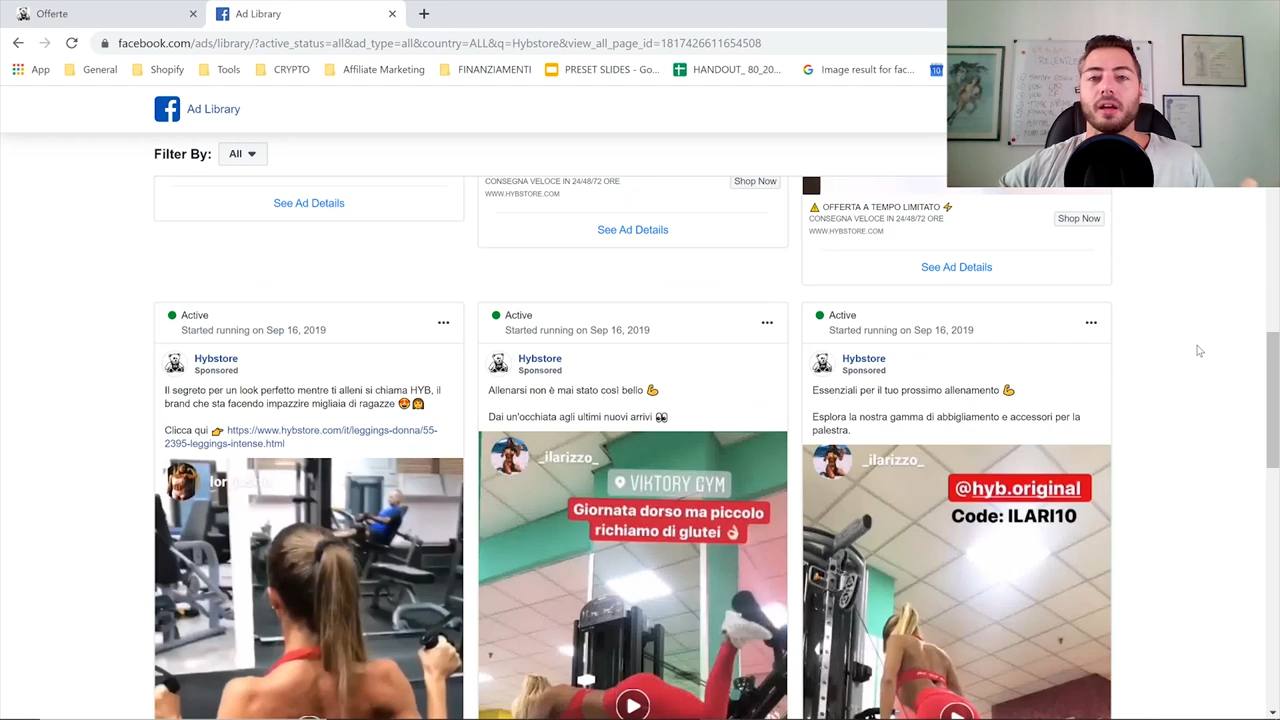 Offerte
Ad Library
facebook.com/ads/library/?active_status=all&ad_type=all&country=ALL&q=Hybstore&view_all_page_id=1817426611654508
App
General
Shopify
Tools
CRYPTO
Affiliate Mar
FINANZIAMENTI
PRESET SLIDES - Go...
HANDOUT_ 80_20...
Image result for fac...
10
Ad Library
Filter By:
All
See Ad Details
CONSEGNA VELOCE IN 24/48/72 ORE
WWW.HYBSTORE.COM
Shop Now
See Ad Details
⚠ OFFERTA A TEMPO LIMITATO ⚡
CONSEGNA VELOCE IN 24/48/72 ORE
WWW.HYBSTORE.COM
Shop Now
See Ad Details
Active
Started running on Sep 16, 2019
Hybstore
Sponsored
Il segreto per un look perfetto mentre ti alleni si chiama HYB, il
brand che sta facendo impazzire migliaia di ragazze 😍👩
Clicca qui 👉 https://www.hybstore.com/it/leggings-donna/55-
2395-leggings-intense.html
Active
Started running on Sep 16, 2019
Hybstore
Sponsored
Allenarsi non è mai stato così bello 💪
Dai un'occhiata agli ultimi nuovi arrivi 👀
_ilarizzo_
VIKTORY GYM
Giornata dorso ma piccolo
richiamo di glutei 👌
Active
Started running on Sep 16, 2019
Hybstore
Sponsored
Essenziali per il tuo prossimo allenamento 💪
Esplora la nostra gamma di abbigliamento e accessori per la
palestra.
_ilarizzo_
@hyb.original
Code: ILARI10